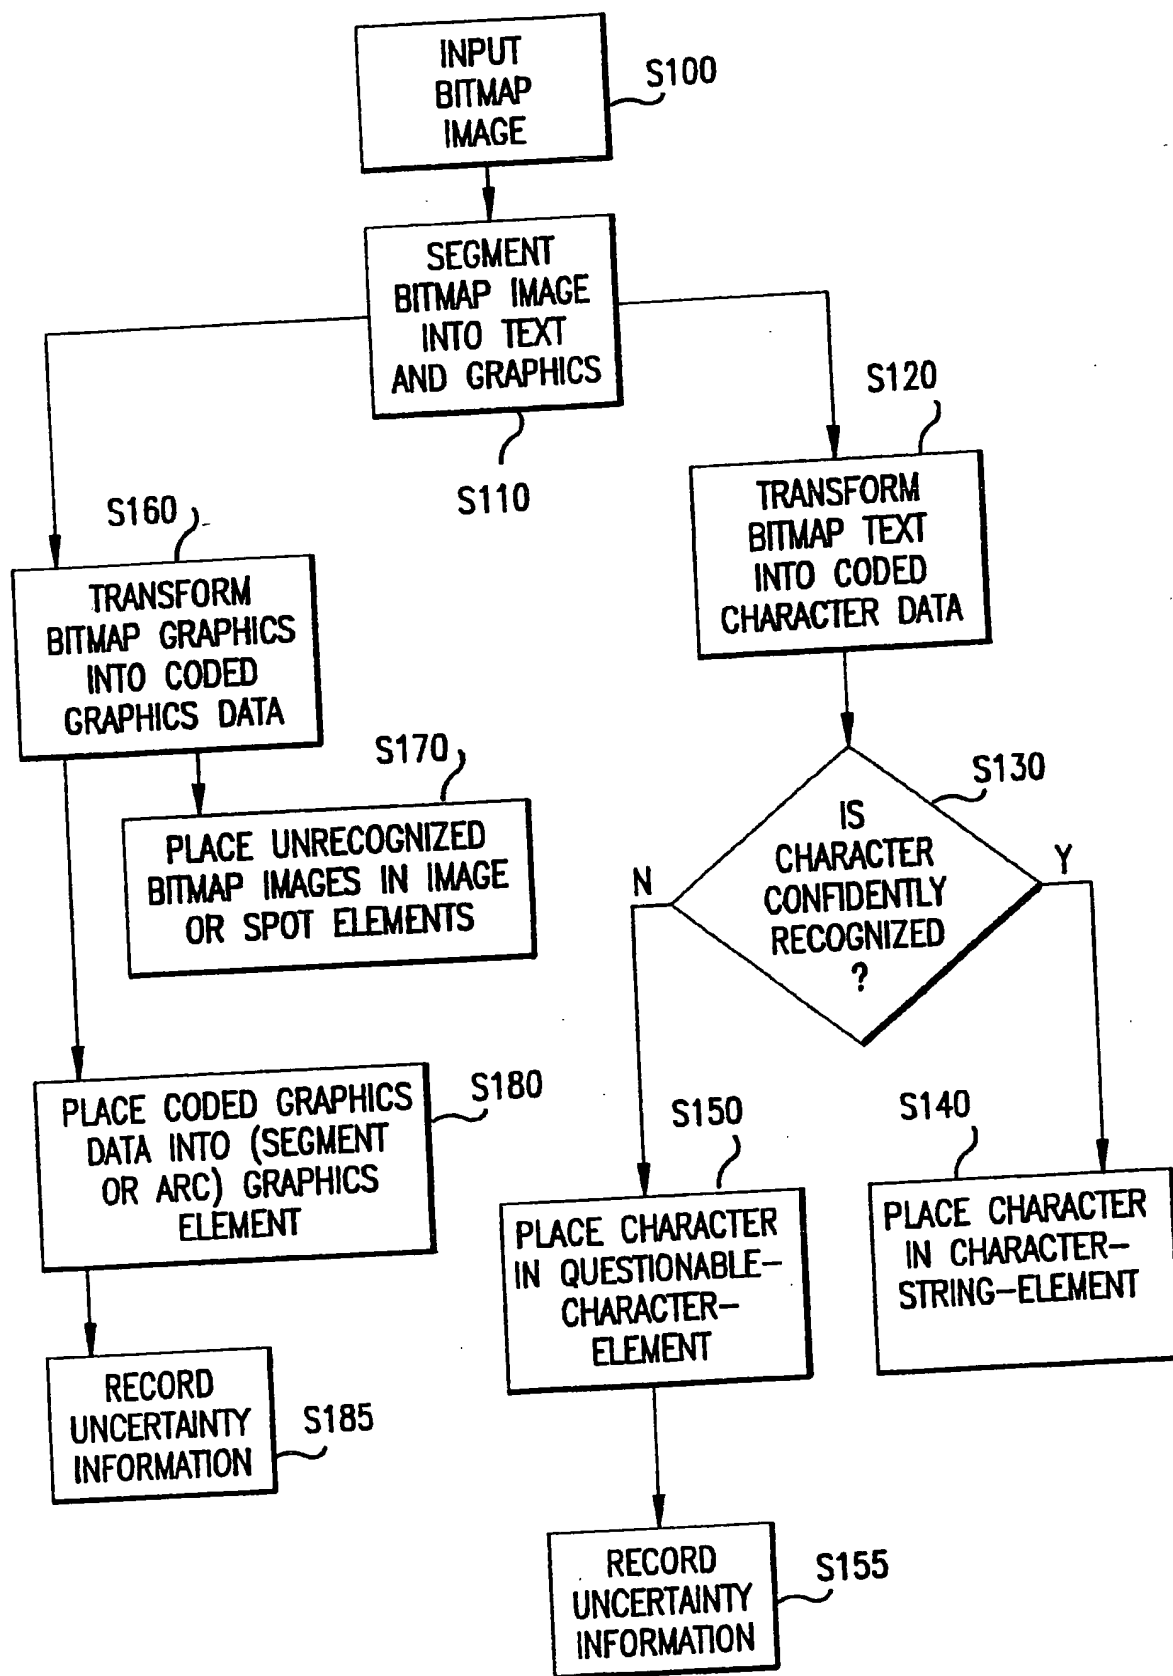 INPUT
BITMAP
IMAGE
S100
SEGMENT
BITMAP IMAGE
INTO TEXT
AND GRAPHICS
S110
S120
TRANSFORM
BITMAP TEXT
INTO CODED
CHARACTER DATA
S160
TRANSFORM
BITMAP GRAPHICS
INTO CODED
GRAPHICS DATA
S170
PLACE UNRECOGNIZED
BITMAP IMAGES IN IMAGE
OR SPOT ELEMENTS
S130
IS
CHARACTER
CONFIDENTLY
RECOGNIZED
?
N
Y
S180
PLACE CODED GRAPHICS
DATA INTO (SEGMENT
OR ARC) GRAPHICS
ELEMENT
S150
PLACE CHARACTER
IN QUESTIONABLE-
CHARACTER-
ELEMENT
S140
PLACE CHARACTER
IN CHARACTER-
STRING-ELEMENT
RECORD
UNCERTAINTY
INFORMATION
S185
RECORD
UNCERTAINTY
INFORMATION
S155